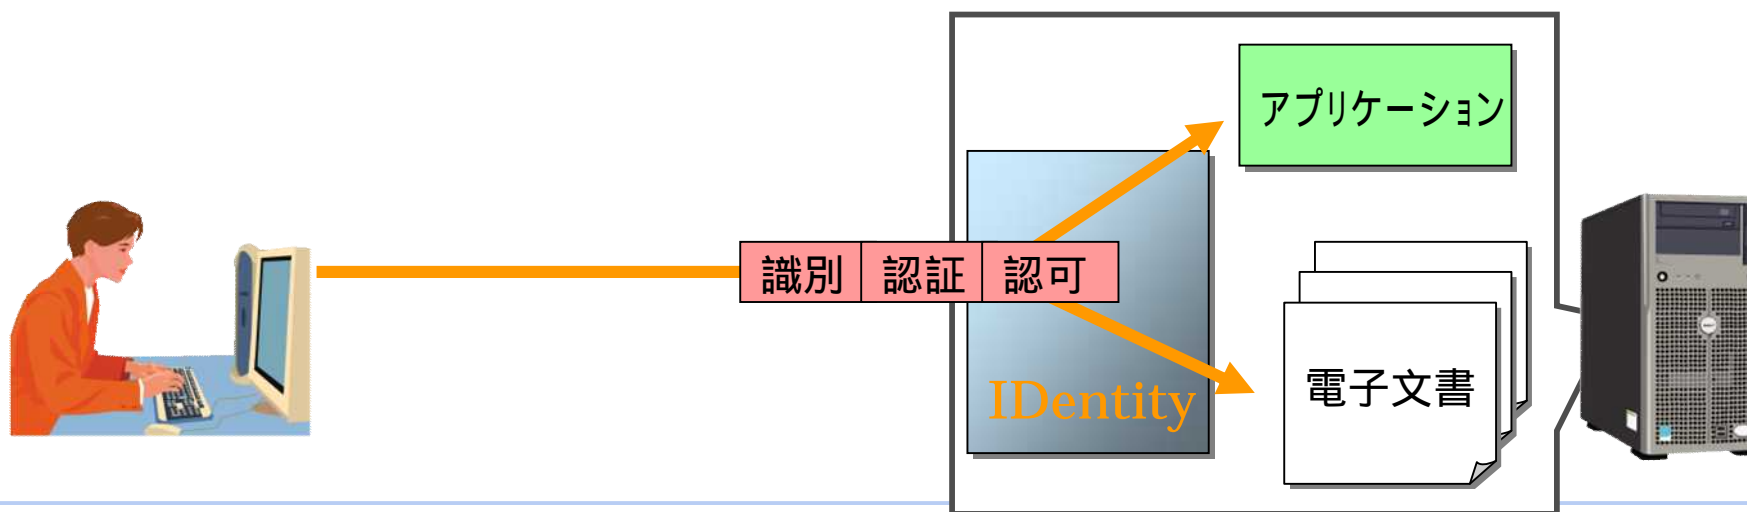 アプリケーション
識別 認証 認可
IDentity
電子文書